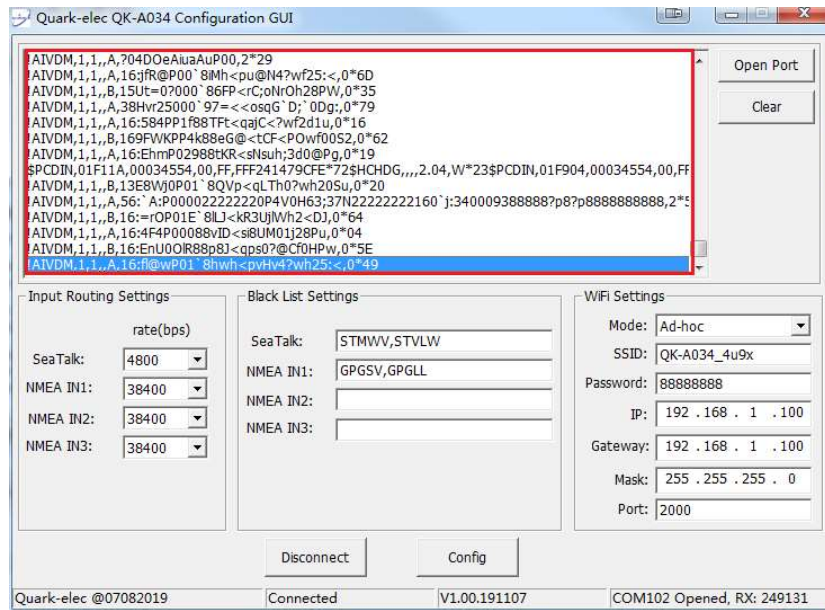 Quark-elec QK-A034 Configuration GUI
!AIVDM,1,1,,A,?04DOeAiuaAuP00,2*29
!AIVDM,1,1,,A,16:jfR@P00`8iMh<pu@N4?wf25:<,0*6D
!AIVDM,1,1,,B,15Ut=0?000`86FP<rC;oNrOh28PW,0*35
!AIVDM,1,1,,A,38Hvr25000`97=<<osqG`D;`0Dg:,0*79
!AIVDM,1,1,,A,16:584PP1f88TFt<qajC<?wf2d1u,0*16
!AIVDM,1,1,,B,169FWKPP4k88eG@<tCF<POwf00S2,0*62
!AIVDM,1,1,,A,16:EhmP02988tKR<sNsuh;3d0@Pg,0*19
$PCDIN,01F11A,00034554,00,FF,FFF241479CFE*72$HCHDG,,,,2.04,W*23$PCDIN,01F904,00034554,00,FF
!AIVDM,1,1,,B,13E8Wj0P01`8QVp<qLTh0?wh20Su,0*20
!AIVDM,1,1,,A,56:`A:P000022222220P4V0H63;37N22222222160`j:340009388888?p8?p8888888888,2*5
!AIVDM,1,1,,B,16:=rOP01E`8lLJ<kR3UjlWh2<DJ,0*64
!AIVDM,1,1,,A,16:4F4P00088vID<si8UM01j28Pu,0*04
!AIVDM,1,1,,B,16:EnU0OlR88p8J<qps0?@Cf0HPw,0*5E
!AIVDM,1,1,,A,16:fl@wP01`8hwh<pvHv4?wh25:<,0*49
Open Port
Clear
Input Routing Settings
rate(bps)
SeaTalk: 4800
NMEA IN1: 38400
NMEA IN2: 38400
NMEA IN3: 38400
Black List Settings
SeaTalk: STMWV,STVLW
NMEA IN1: GPGSV,GPGLL
NMEA IN2:
NMEA IN3:
WiFi Settings
Mode: Ad-hoc
SSID: QK-A034_4u9x
Password: 88888888
IP: 192 . 168 . 1 . 100
Gateway: 192 . 168 . 1 . 100
Mask: 255 . 255 . 255 . 0
Port: 2000
Disconnect Config
Quark-elec @07082019 Connected V1.00.191107 COM102 Opened, RX: 249131